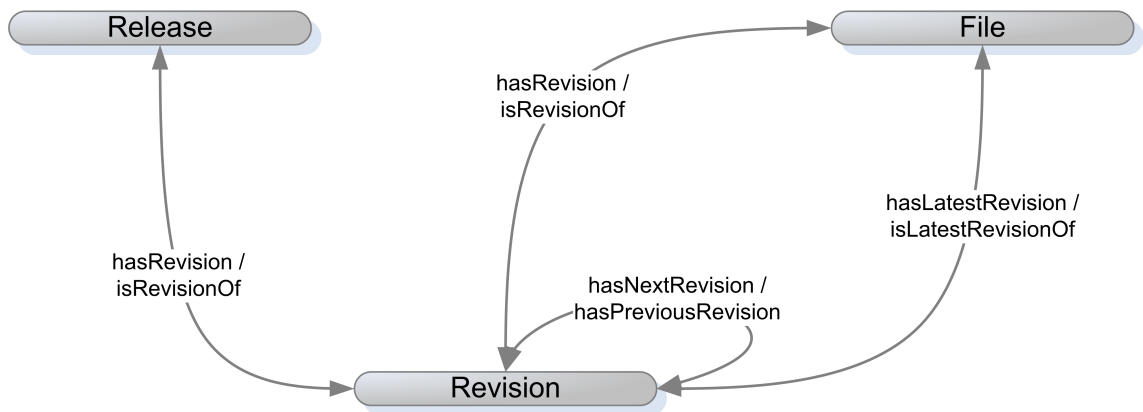 Release
File
hasRevision /
isRevisionOf
hasLatestRevision /
isLatestRevisionOf
hasRevision /
isRevisionOf
hasNextRevision /
hasPreviousRevision
Revision